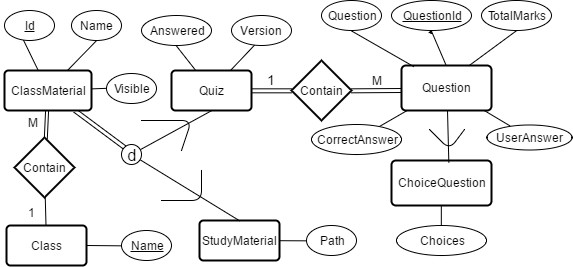 Question
QuestionId
TotalMarks
Id
Name
Answered
Version
ClassMaterial
Visible
Quiz
1
Contain
M
Question
M
d
CorrectAnswer
UserAnswer
Contain
ChoiceQuestion
1
Class
Name
StudyMaterial
Path
Choices